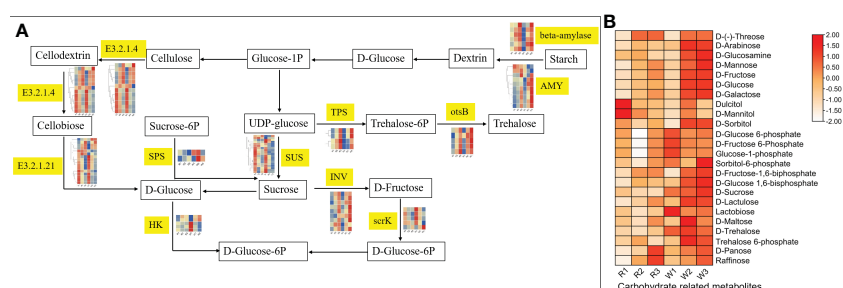 A
beta-amylase
Cellodextrin
E3.2.1.4
Cellulose
Glucose-1P
D-Glucose
Dextrin
Starch
AMY
E3.2.1.4
Cellobiose
Sucrose-6P
UDP-glucose
TPS
Trehalose-6P
otsB
Trehalose
E3.2.1.21
SPS
SUS
D-Glucose
Sucrose
INV
D-Fructose
HK
scrK
D-Glucose-6P
D-Glucose-6P
B
D-(-)-Threose
D-Arabinose
D-Glucosamine
D-Mannose
D-Fructose
D-Glucose
D-Galactose
Dulcitol
D-Mannitol
D-Sorbitol
D-Glucose 6-phosphate
D-Fructose 6-Phosphate
Glucose-1-phosphate
Sorbitol-6-phosphate
D-Fructose-1,6-biphosphate
D-Glucose 1,6-bisphosphate
D-Sucrose
D-Lactulose
Lactobiose
D-Maltose
D-Trehalose
Trehalose 6-phosphate
D-Panose
Raffinose
R1 R2 R3 W1 W2 W3
Carbohydrate related metabolites
2.00
1.50
1.00
0.50
0.00
-0.50
-1.00
-1.50
-2.00